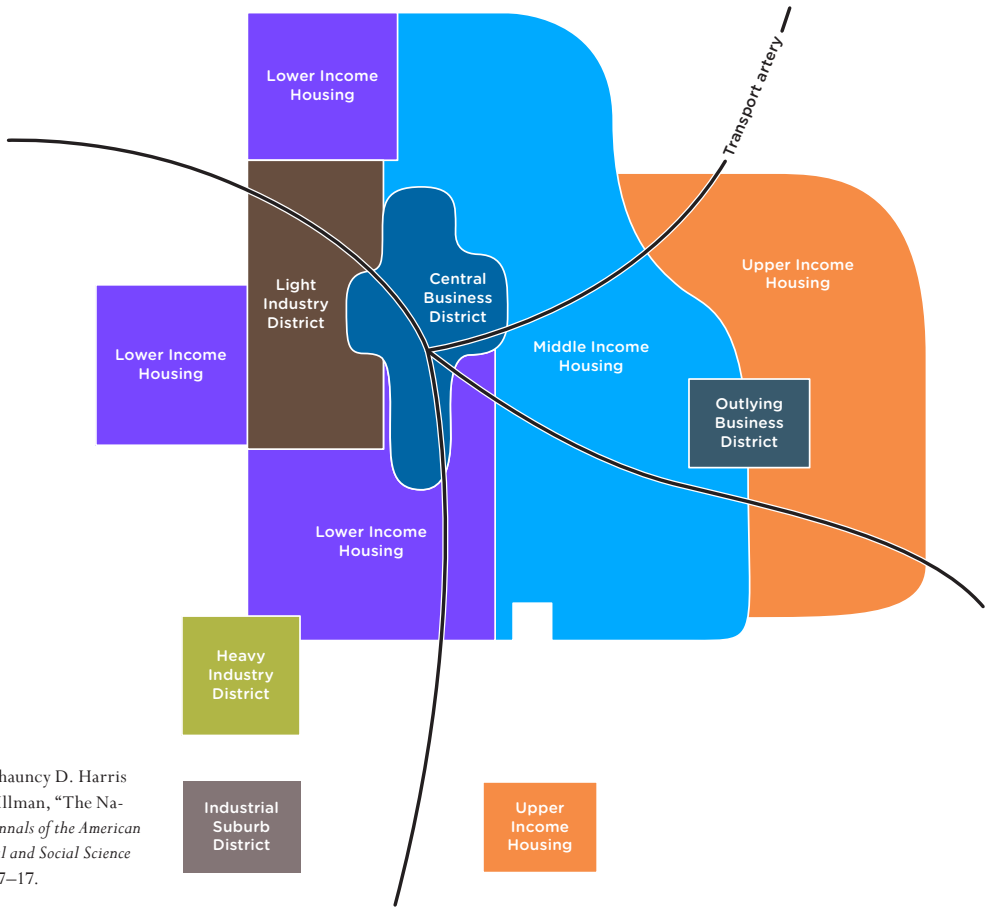 Lower Income
Housing
Transport artery
Light
Industry
District
Central
Business
District
Upper Income
Housing
Lower Income
Housing
Middle Income
Housing
Outlying
Business
District
Lower Income
Housing
Heavy
Industry
District
Industrial
Suburb
District
Upper
Income
Housing
hauncy D. Harris
llman, “The Na-
nnals of the American
l and Social Science
7–17.